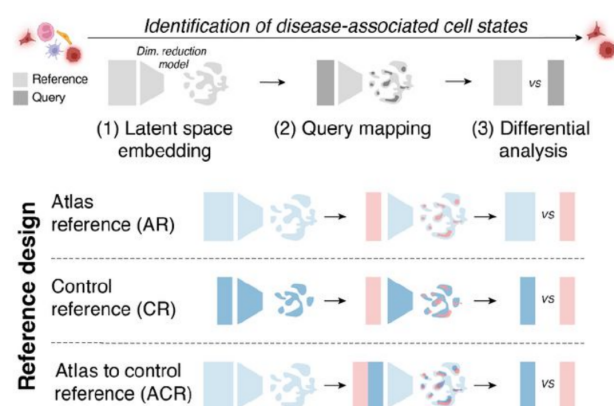 Identification of disease-associated cell states
Dim. reduction
model
Reference
Query
vs
(1) Latent space
embedding
(2) Query mapping
(3) Differential
analysis
Reference design
Atlas
reference (AR)
vs
Control
reference (CR)
vs
Atlas to control
reference (ACR)
vs